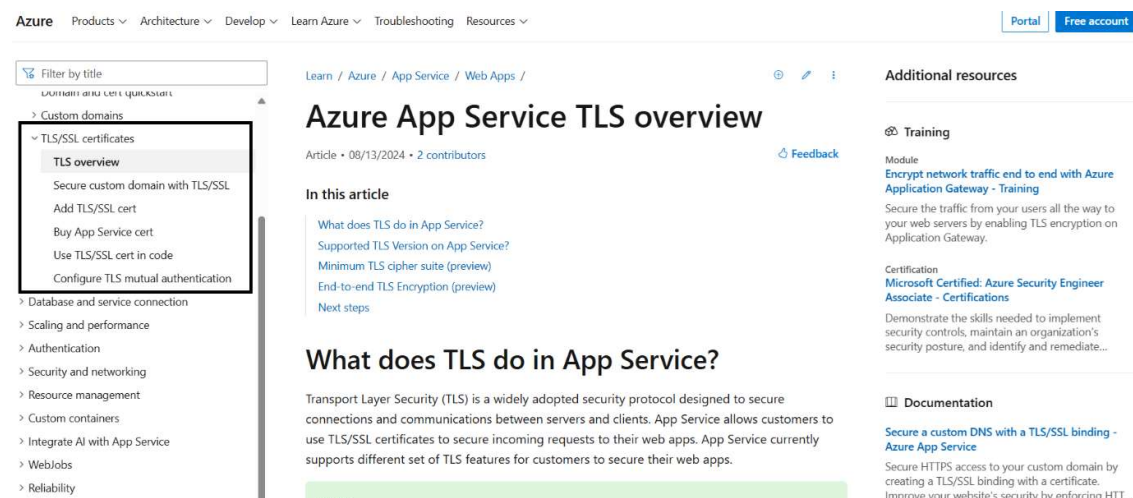 Azure Products Architecture Develop Learn Azure Troubleshooting Resources Portal Free account
Filter by title
Domain and cert quickstart
Custom domains
TLS/SSL certificates
TLS overview
Secure custom domain with TLS/SSL
Add TLS/SSL cert
Buy App Service cert
Use TLS/SSL cert in code
Configure TLS mutual authentication
Database and service connection
Scaling and performance
Authentication
Security and networking
Resource management
Custom containers
Integrate AI with App Service
WebJobs
Reliability
Learn / Azure / App Service / Web Apps /
Azure App Service TLS overview
Article • 08/13/2024 • 2 contributors
Feedback
In this article
What does TLS do in App Service?
Supported TLS Version on App Service?
Minimum TLS cipher suite (preview)
End-to-end TLS Encryption (preview)
Next steps
What does TLS do in App Service?
Transport Layer Security (TLS) is a widely adopted security protocol designed to secure
connections and communications between servers and clients. App Service allows customers to
use TLS/SSL certificates to secure incoming requests to their web apps. App Service currently
supports different set of TLS features for customers to secure their web apps.
Additional resources
Training
Module
Encrypt network traffic end to end with Azure
Application Gateway - Training
Secure the traffic from your users all the way to
your web servers by enabling TLS encryption on
Application Gateway.
Certification
Microsoft Certified: Azure Security Engineer
Associate - Certifications
Demonstrate the skills needed to implement
security controls, maintain an organization's
security posture, and identify and remediate...
Documentation
Secure a custom DNS with a TLS/SSL binding -
Azure App Service
Secure HTTPS access to your custom domain by
creating a TLS/SSL binding with a certificate.
Improve your website's security by enforcing HTT